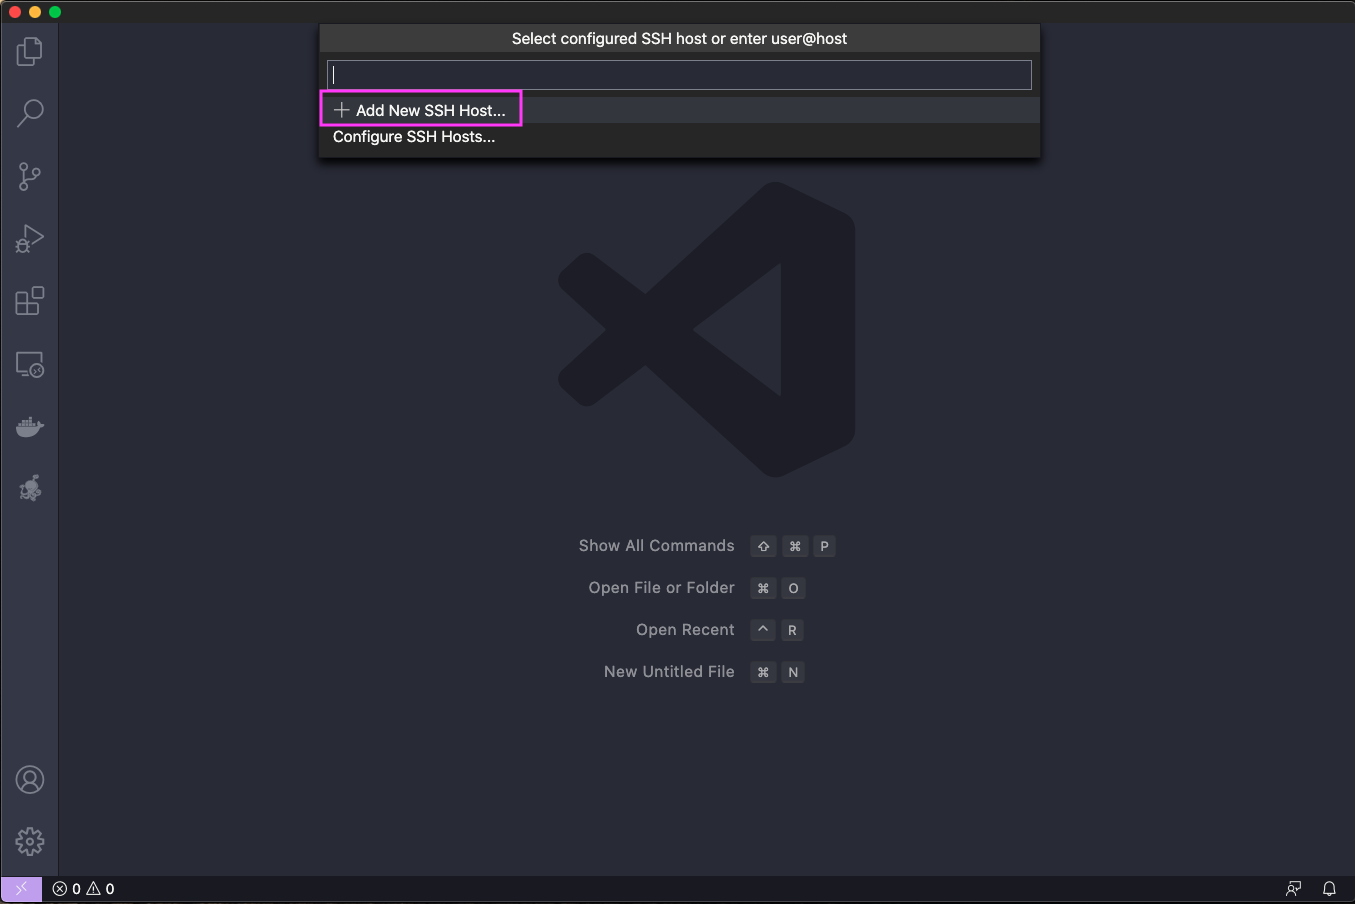 Select configured SSH host or enter user@host
+ Add New SSH Host...
Configure SSH Hosts...
Show All Commands ⇧ ⌘ P
Open File or Folder ⌘ O
Open Recent ^ R
New Untitled File ⌘ N
0 0